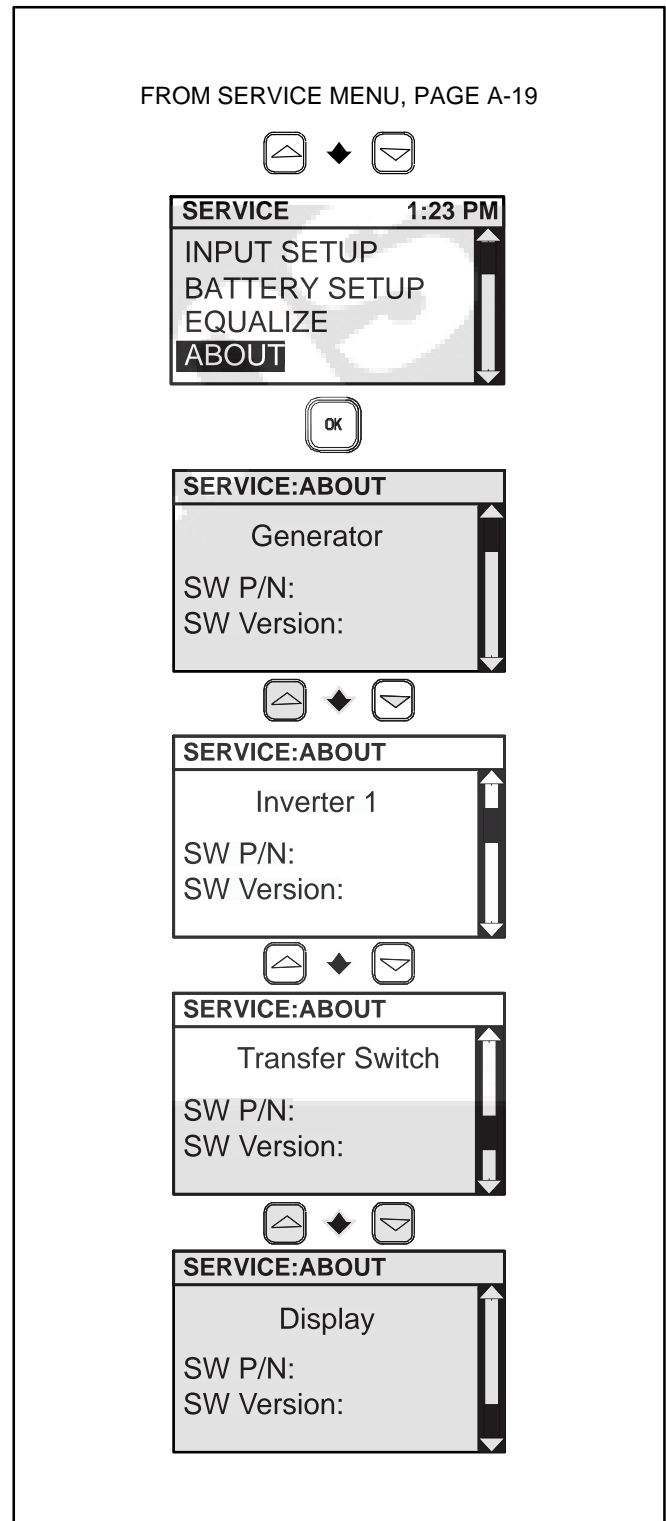 FROM SERVICE MENU, PAGE A-19
SERVICE 1:23 PM
INPUT SETUP
BATTERY SETUP
EQUALIZE
ABOUT
OK
SERVICE:ABOUT
Generator
SW P/N:
SW Version:
SERVICE:ABOUT
Inverter 1
SW P/N:
SW Version:
SERVICE:ABOUT
Transfer Switch
SW P/N:
SW Version:
SERVICE:ABOUT
Display
SW P/N:
SW Version: